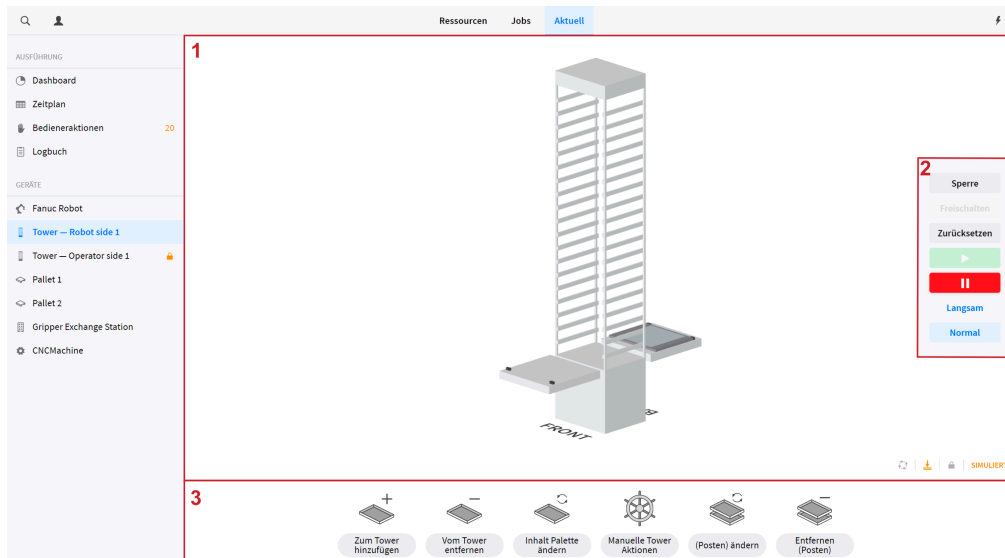 Ressourcen
Jobs
Aktuell
AUSFÜHRUNG
Dashboard
Zeitplan
Bedieneraktionen 20
Logbuch
GERÄTE
Fanuc Robot
Tower — Robot side 1
Tower — Operator side 1
Pallet 1
Pallet 2
Gripper Exchange Station
CNCMachine
1
FRONT
2
Sperre
Freischalten
Zurücksetzen
Langsam
Normal
SIMULIERT
3
Zum Tower
hinzufügen
Vom Tower
entfernen
Inhalt Palette
ändern
Manuelle Tower
Aktionen
(Posten) ändern
Entfernen
(Posten)